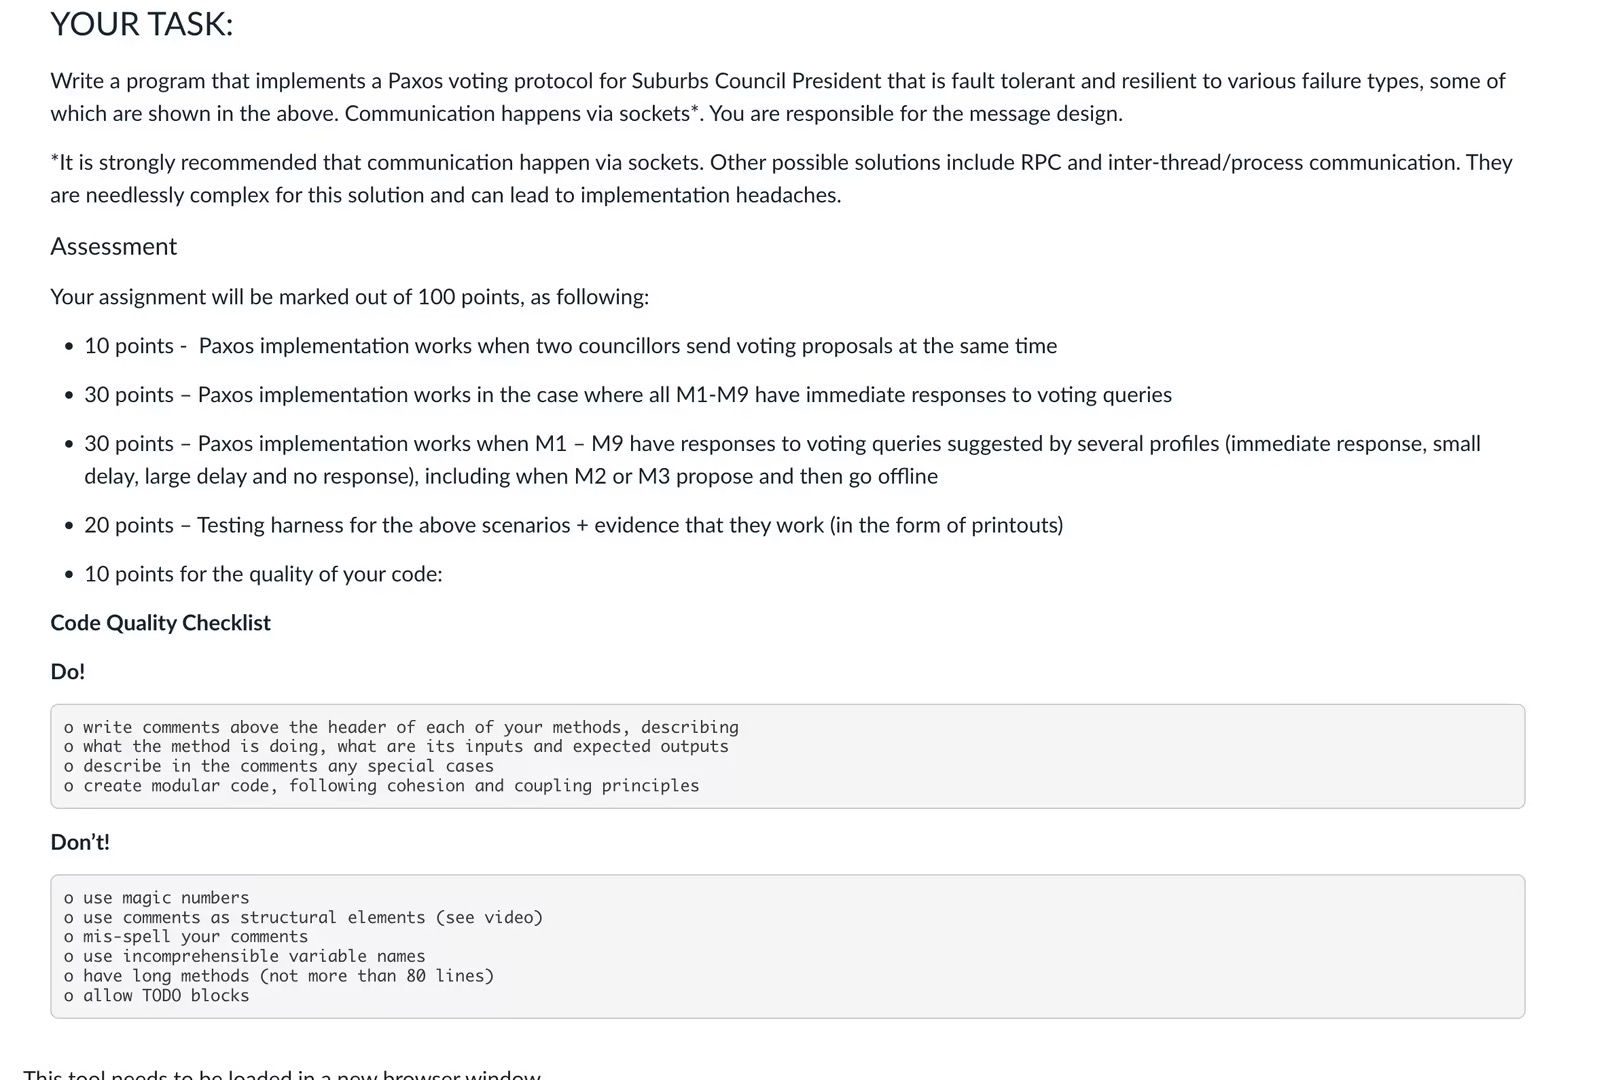 YOUR TASK:
Write a program that implements a Paxos voting protocol for Suburbs Council President that is fault tolerant and resilient to various failure types, some of
which are shown in the above. Communication happens via sockets*. You are responsible for the message design.
*It is strongly recommended that communication happen via sockets. Other possible solutions include RPC and inter-thread/process communication. They
are needlessly complex for this solution and can lead to implementation headaches.
Assessment
Your assignment will be marked out of 100 points, as following:
• 10 points -  Paxos implementation works when two councillors send voting proposals at the same time
• 30 points – Paxos implementation works in the case where all M1-M9 have immediate responses to voting queries
• 30 points – Paxos implementation works when M1 – M9 have responses to voting queries suggested by several profiles (immediate response, small
delay, large delay and no response), including when M2 or M3 propose and then go offline
• 20 points – Testing harness for the above scenarios + evidence that they work (in the form of printouts)
• 10 points for the quality of your code:
Code Quality Checklist
Do!
o write comments above the header of each of your methods, describing
o what the method is doing, what are its inputs and expected outputs
o describe in the comments any special cases
o create modular code, following cohesion and coupling principles
Don’t!
o use magic numbers
o use comments as structural elements (see video)
o mis-spell your comments
o use incomprehensible variable names
o have long methods (not more than 80 lines)
o allow TODO blocks
This tool needs to be loaded in a new browser window